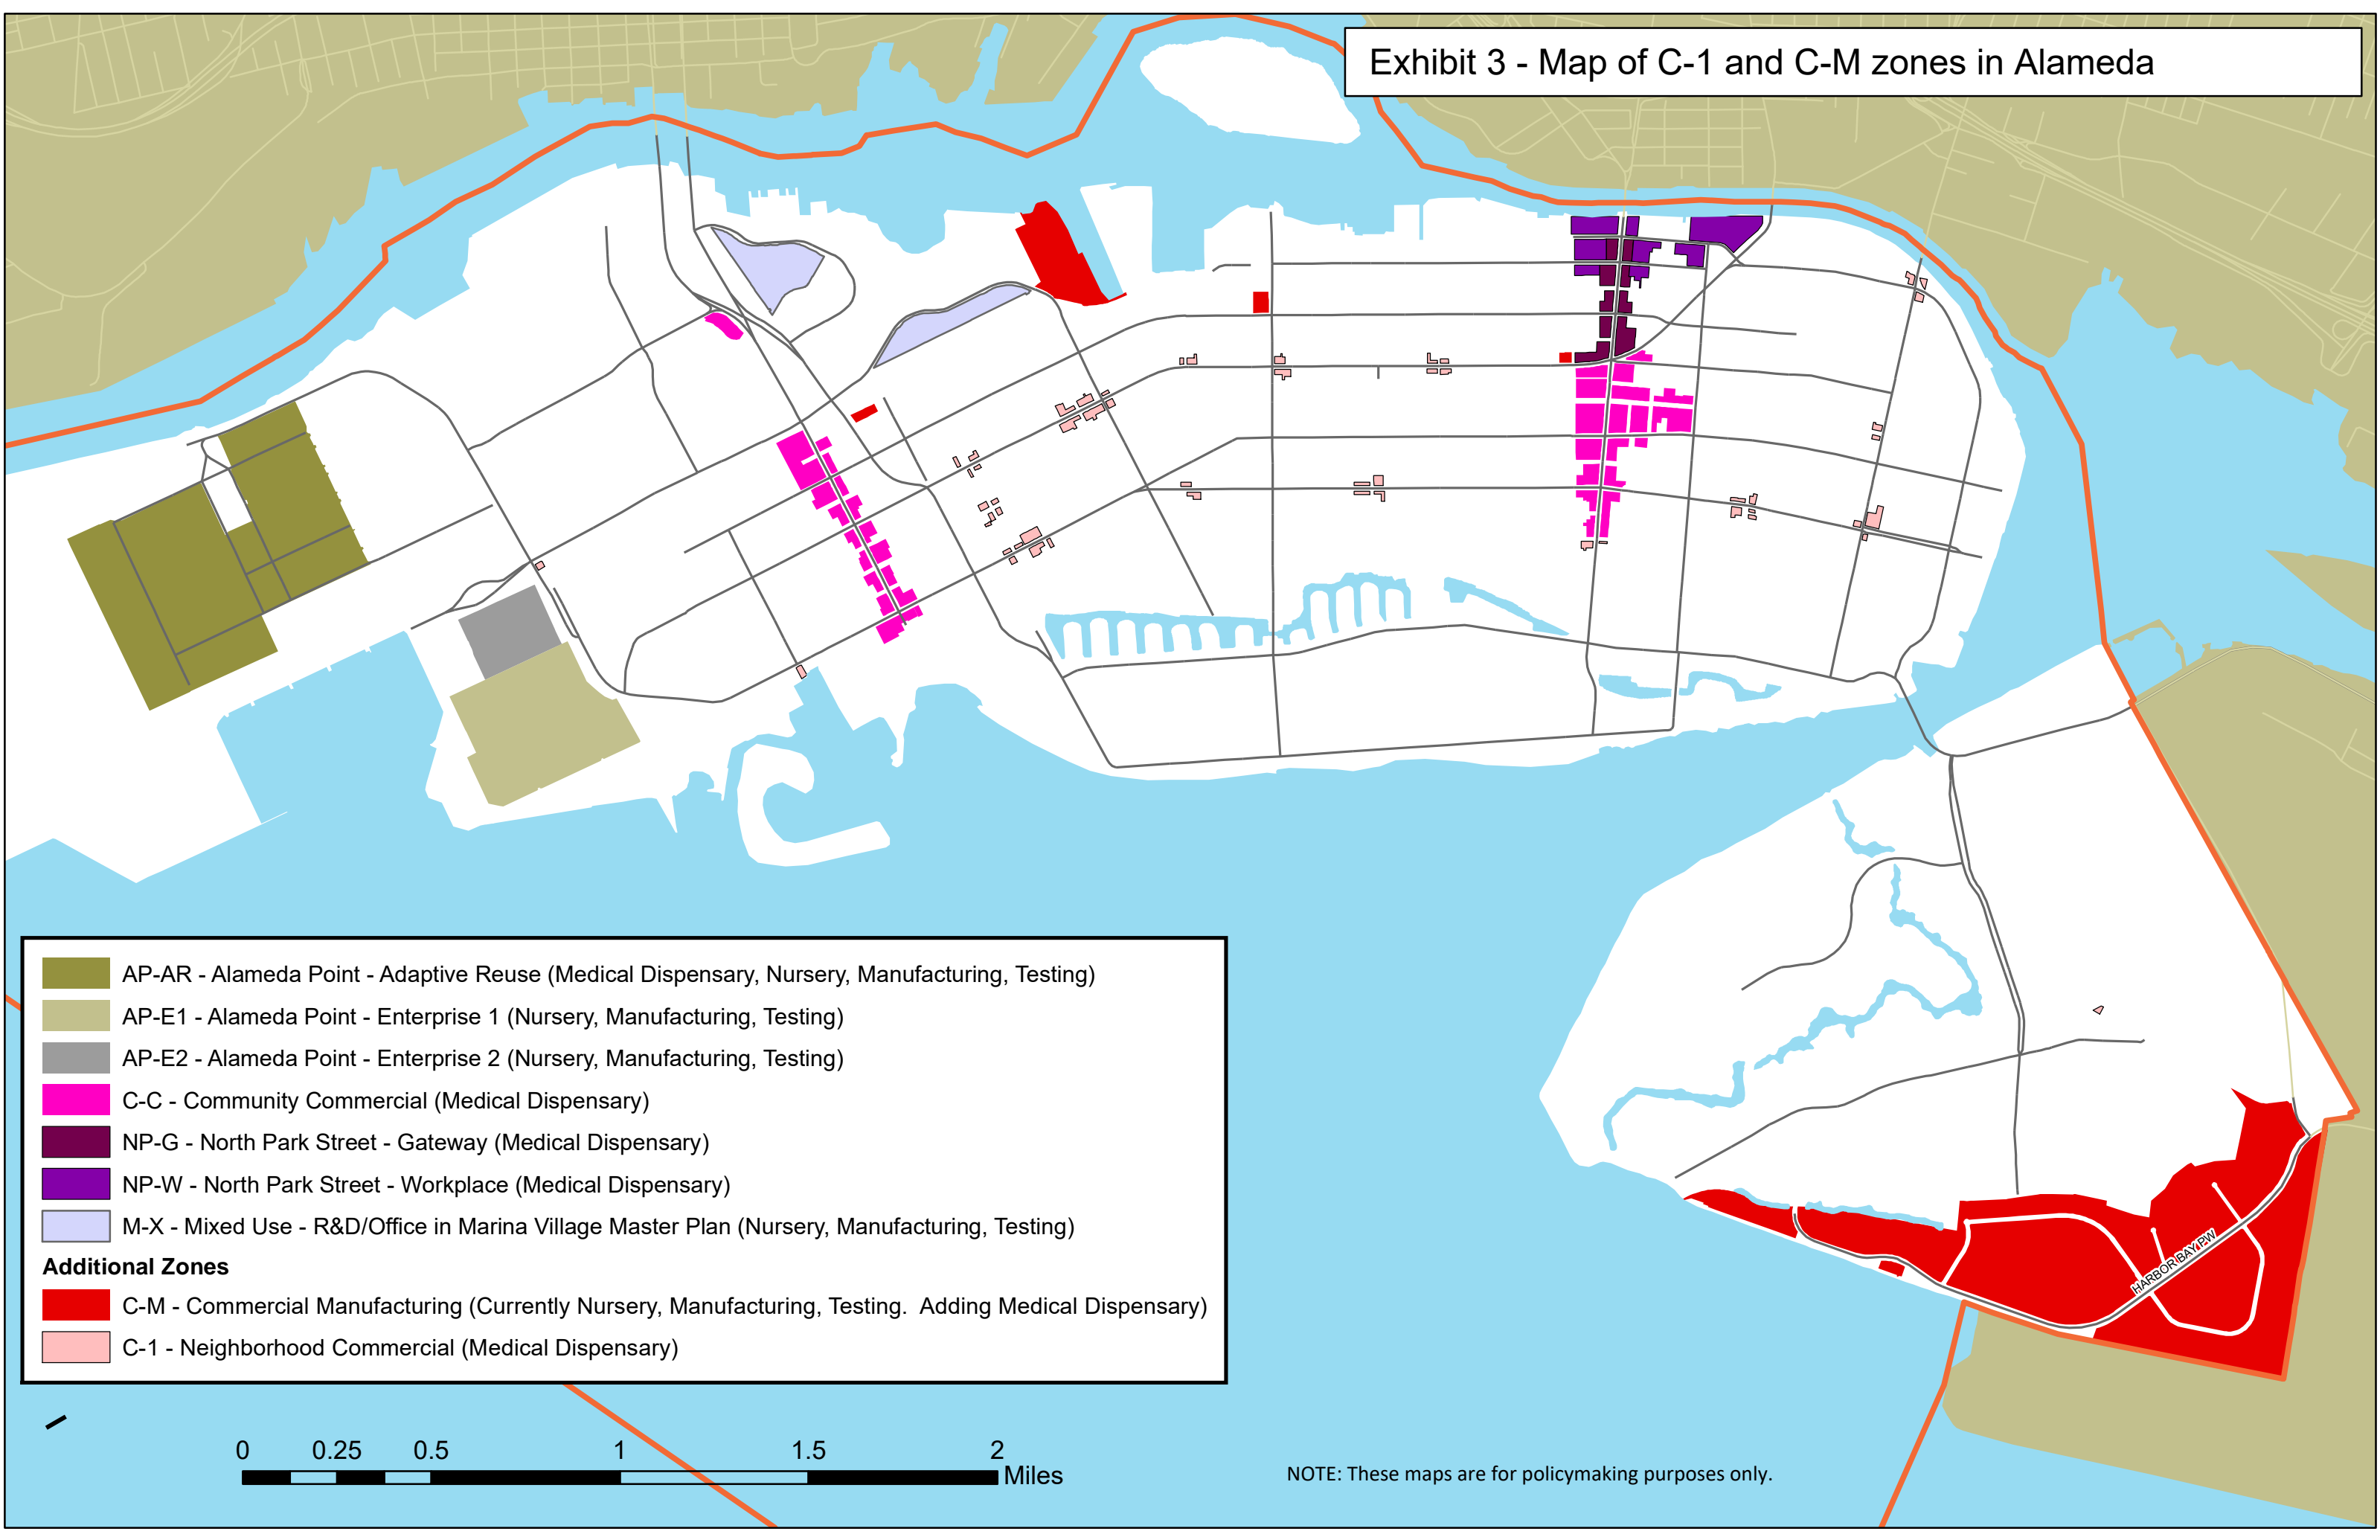 Exhibit 3 - Map of C-1 and C-M zones in Alameda
HARBOR BAY PW
AP-AR - Alameda Point - Adaptive Reuse (Medical Dispensary, Nursery, Manufacturing, Testing)
AP-E1 - Alameda Point - Enterprise 1 (Nursery, Manufacturing, Testing)
AP-E2 - Alameda Point - Enterprise 2 (Nursery, Manufacturing, Testing)
C-C - Community Commercial (Medical Dispensary)
NP-G - North Park Street - Gateway (Medical Dispensary)
NP-W - North Park Street - Workplace (Medical Dispensary)
M-X - Mixed Use - R&D/Office in Marina Village Master Plan (Nursery, Manufacturing, Testing)
Additional Zones
C-M - Commercial Manufacturing (Currently Nursery, Manufacturing, Testing.  Adding Medical Dispensary)
C-1 - Neighborhood Commercial (Medical Dispensary)
0 0.25 0.5 1 1.5 2
Miles
NOTE: These maps are for policymaking purposes only.